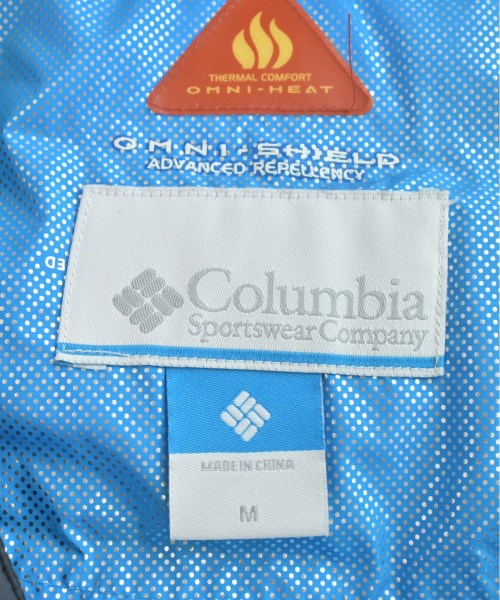 THERMAL COMFORT
OMNI-HEAT
OMNI-SHIELD
ADVANCED REPELLENCY
Columbia
Sportswear Company
MADE IN CHINA
M